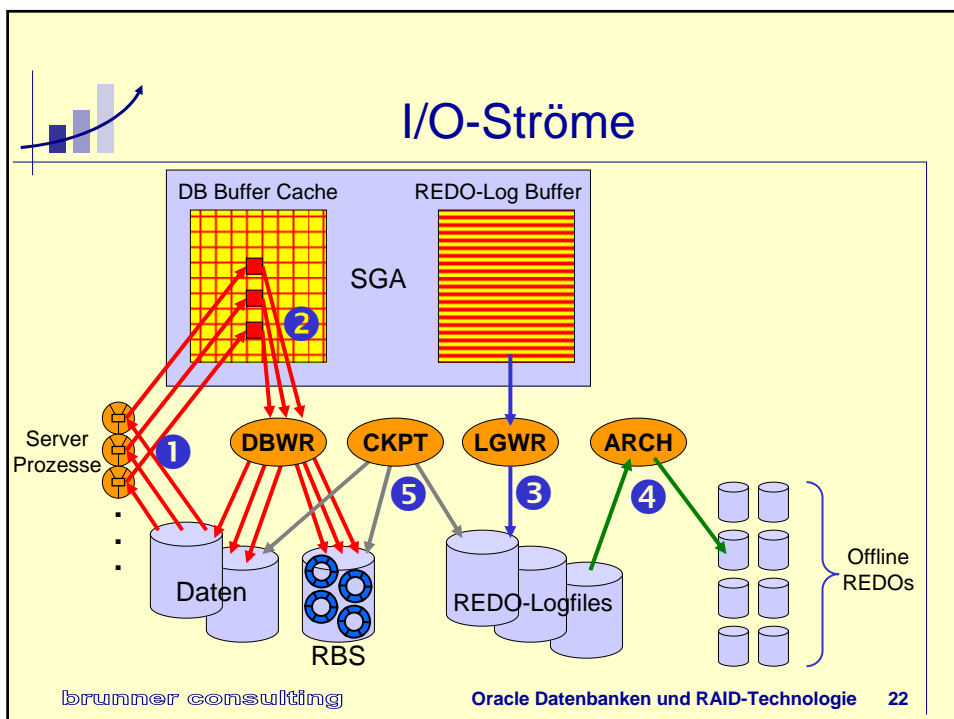 I/O-Ströme
DB Buffer Cache
REDO-Log Buffer
SGA
2
Server
Prozesse
1
DBWR
CKPT
LGWR
ARCH
5
3
4
Daten
RBS
REDO-Logfiles
Offline
REDOs
brunner consulting
Oracle Datenbanken und RAID-Technologie 22